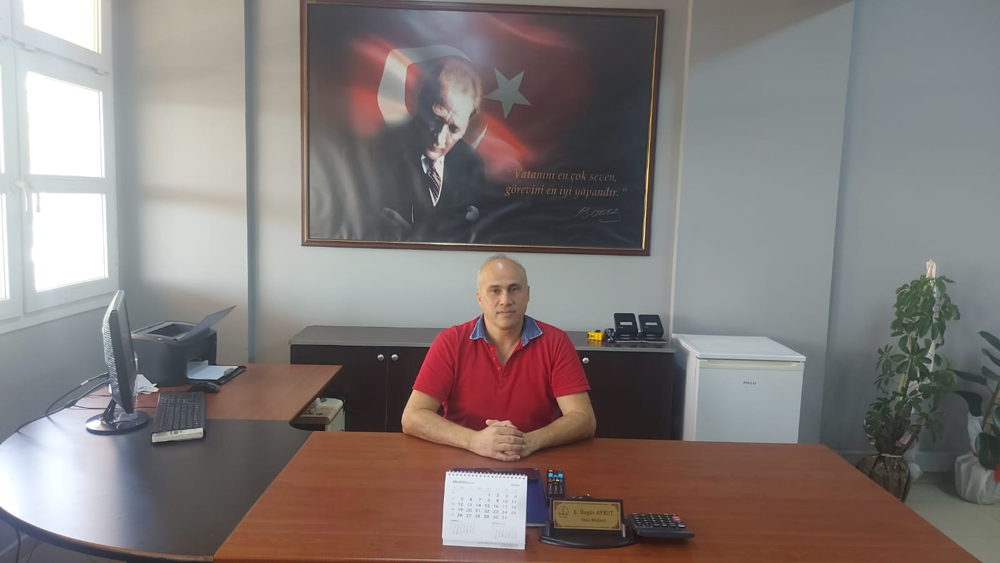 “ Vatanını en çok seven,
görevini en iyi yapandır. “
K Atatürk
AĞUSTOS
2024
1 2 3 4
5 6 7 8 9 10 11
12 13 14 15 16 17 18
19 20 21 22 23 24 25
26 27 28 29 30 31
E. Özgür AYKUT
Okul Müdürü